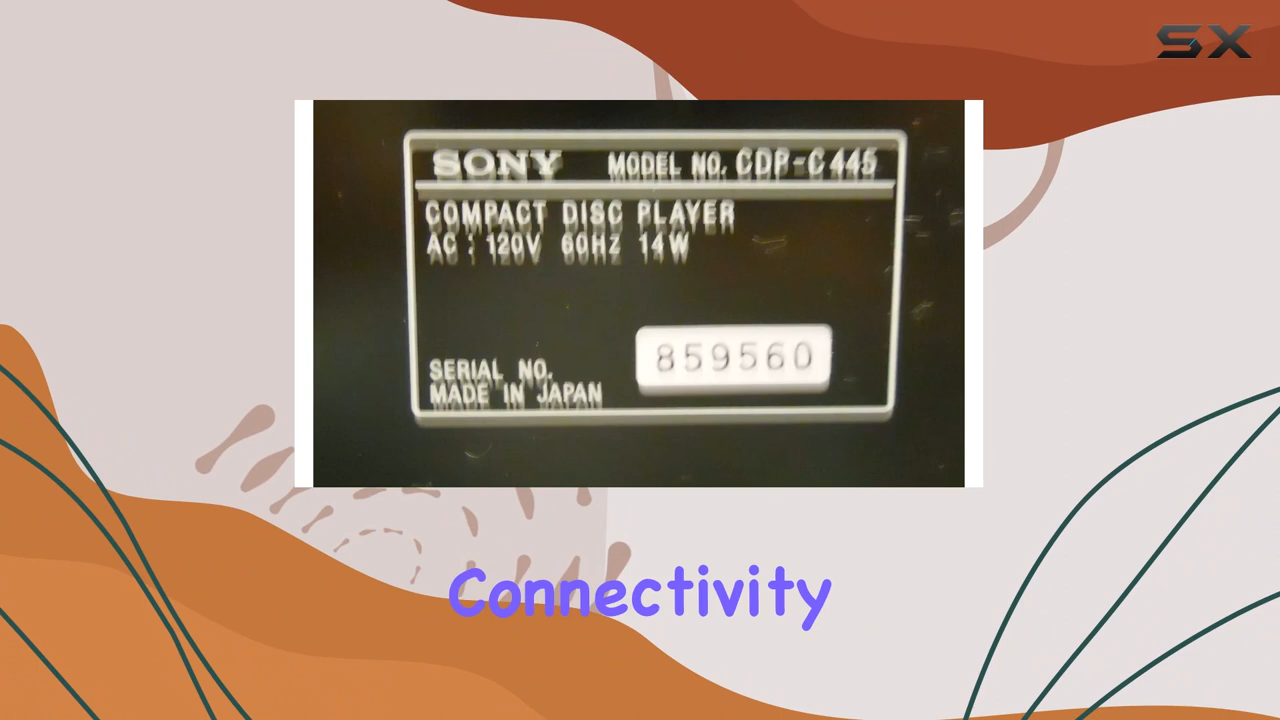 SX
SONY MODEL NO. CDP-C445
COMPACT DISC PLAYER
AC : 120V 60HZ 14W
859560
SERIAL NO.
MADE IN JAPAN
Connectivity